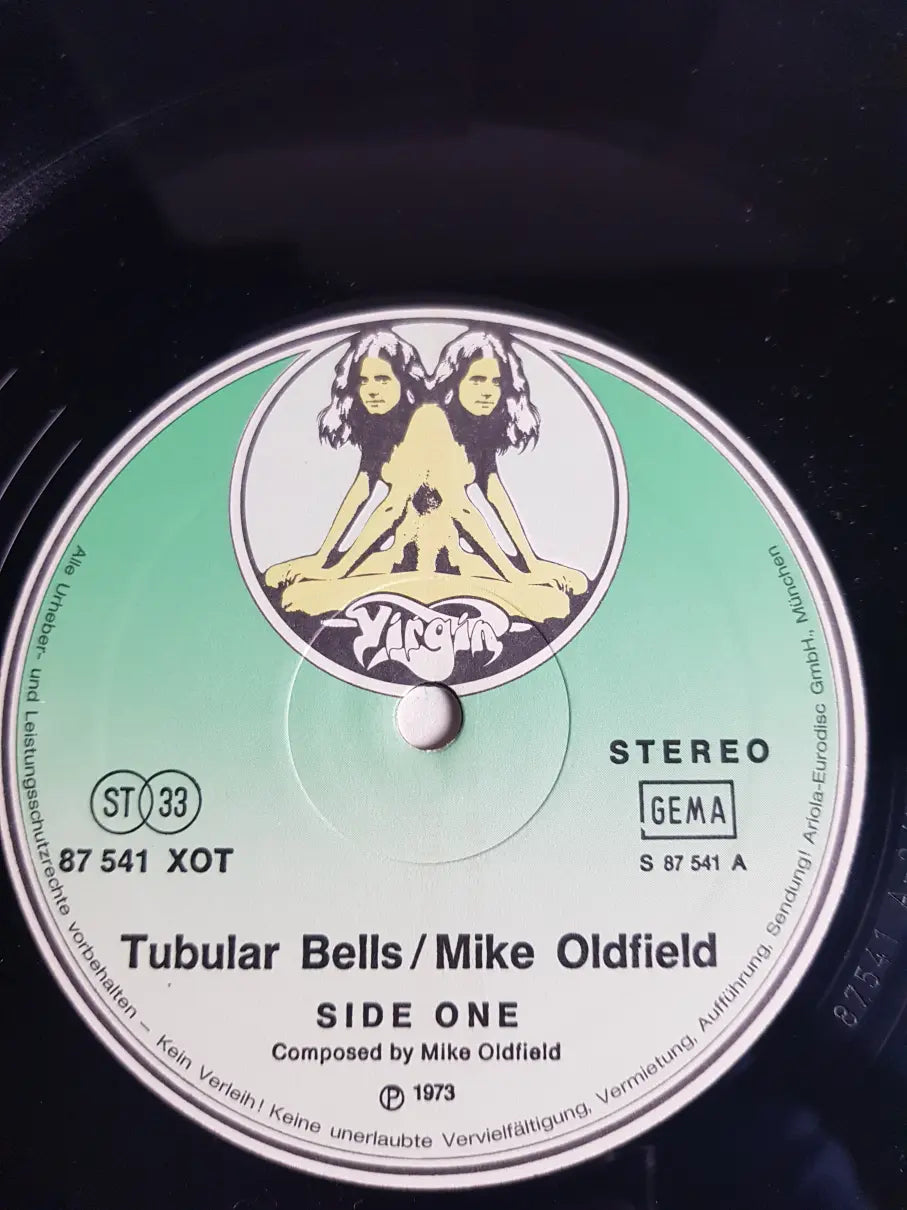 Virgin
STEREO
ST 33
GEMA
87 541 XOT
S 87 541 A
Tubular Bells / Mike Oldfield
SIDE ONE
Composed by Mike Oldfield
Ⓟ 1973
Alle Urheber- und Leistungsschutzrechte vorbehalten – Kein Verleih! Keine unerlaubte Vervielfältigung, Vermietung, Aufführung, Sendung! Ariola-Eurodisc GmbH., München
87541 A